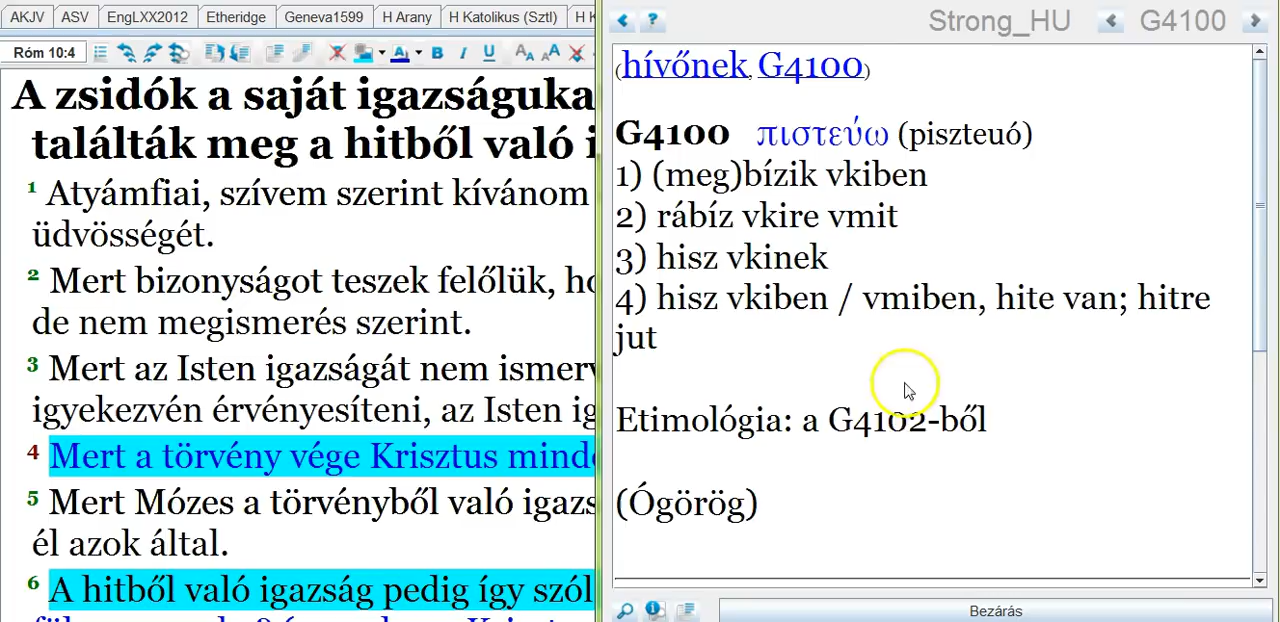 AKJV ASV EngLXX2012 Etheridge Geneva1599 H Arany H Katolikus (Sztl) H K
Róm 10:4
A zsidók a saját igazságuka
találták meg a hitből való i
1 Atyámfiai, szívem szerint kívánom
üdvösségét.
2 Mert bizonyságot teszek felőlük, ho
de nem megismerés szerint.
3 Mert az Isten igazságát nem ismerv
igyekezvén érvényesíteni, az Isten ig
4 Mert a törvény vége Krisztus minde
5 Mert Mózes a törvényből való igazs
él azok által.
6 A hitből való igazság pedig így szól
Strong_HU G4100
(hívőnek, G4100)
G4100 πιστεύω (piszteuó)
1) (meg)bízik vkiben
2) rábíz vkire vmit
3) hisz vkinek
4) hisz vkiben / vmiben, hite van; hitre
jut
Etimológia: a G4102-ből
(Ógörög)
Bezárás